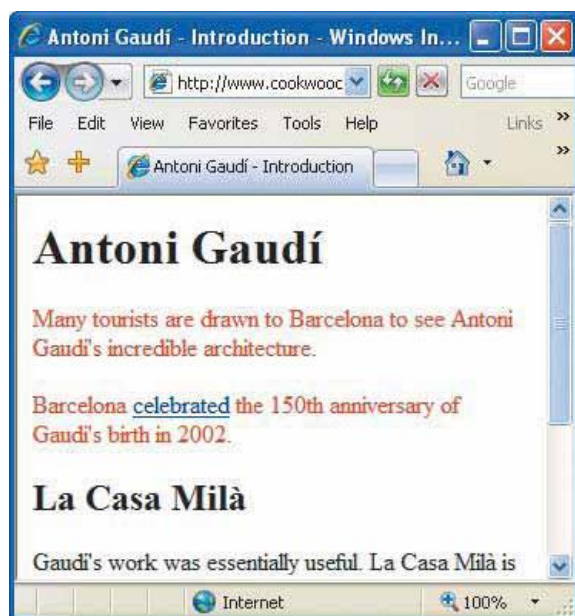 Antoni Gaudí - Introduction - Windows In...
http://www.cookwooc
Google
File Edit View Favorites Tools Help Links »
Antoni Gaudí - Introduction »
Antoni Gaudí
Many tourists are drawn to Barcelona to see Antoni
Gaudí's incredible architecture.
Barcelona celebrated the 150th anniversary of
Gaudí's birth in 2002.
La Casa Milà
Gaudí's work was essentially useful. La Casa Milà is
Internet 100%